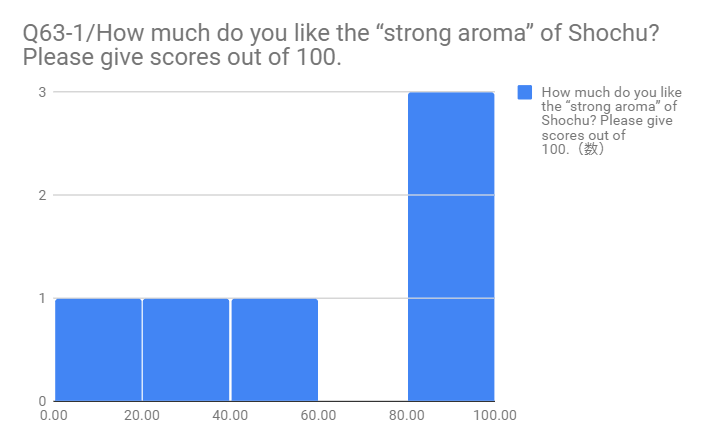 Q63-1/How much do you like the “strong aroma” of Shochu?
Please give scores out of 100.
3
2
1
0
0.00 20.00 40.00 60.00 80.00 100.00
How much do you like
the “strong aroma” of
Shochu? Please give
scores out of
100.（数）